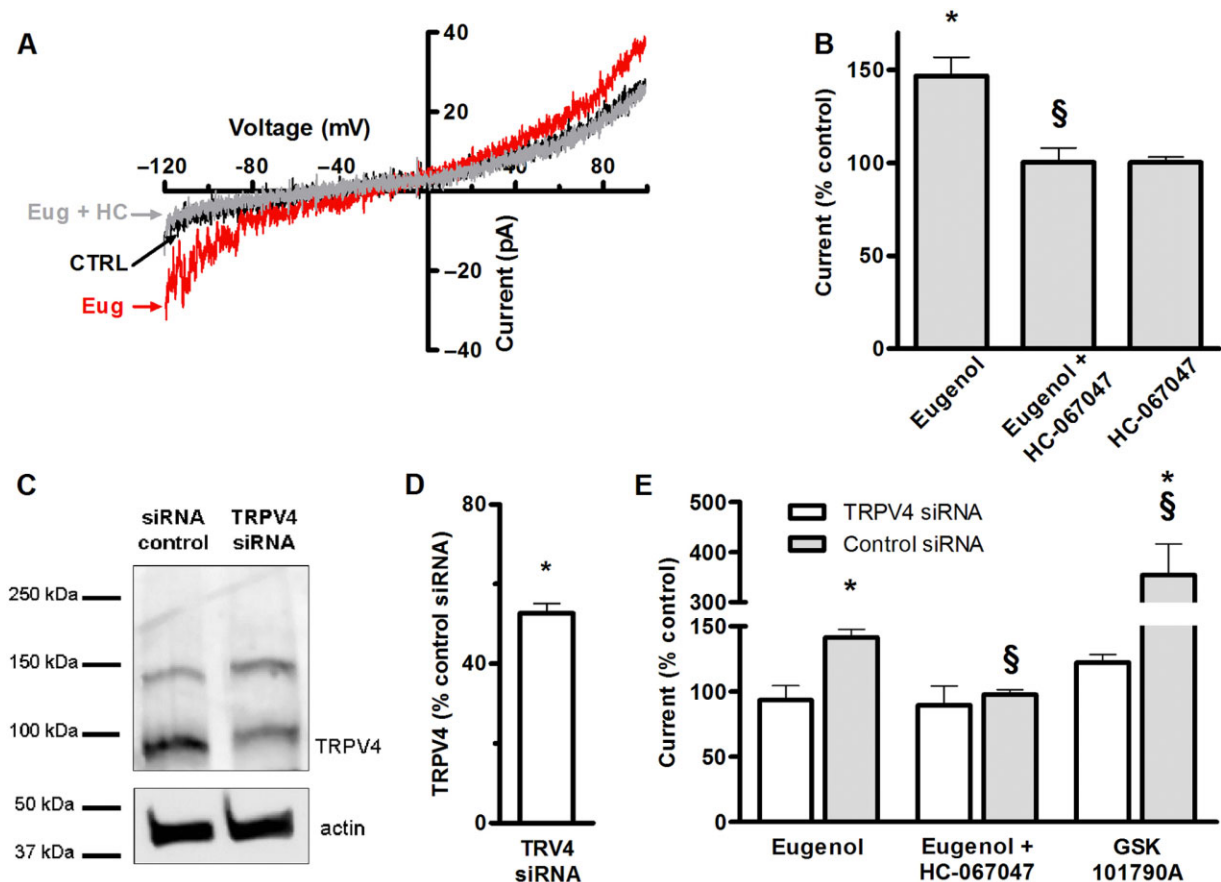 A
40
20
Voltage (mV)
−120
−80
−40
40
80
Eug + HC
CTRL
Eug
−20
−40
Current (pA)
B
*
§
150
100
50
0
Current (% control)
Eugenol
Eugenol +
HC-067047
HC-067047
C
siRNA
control
TRPV4
siRNA
250 kDa
150 kDa
100 kDa
TRPV4
50 kDa
37 kDa
actin
D
80
40
0
*
TRPV4 (% control siRNA)
TRV4
siRNA
E
500
400
300
150
100
50
0
Current (% control)
TRPV4 siRNA
Control siRNA
*
§
*
§
Eugenol
Eugenol +
HC-067047
GSK
101790A